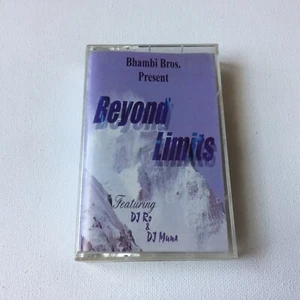 Bhambi Bros.
Present
Beyond
Limits
Featuring
DJ Ro
&
DJ Muna